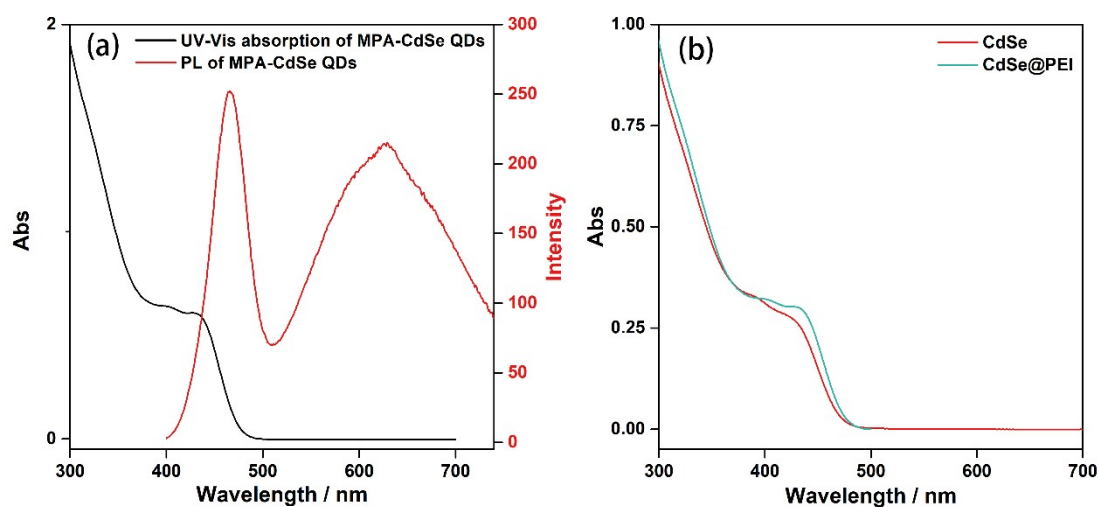 (a)
UV-Vis absorption of MPA-CdSe QDs
PL of MPA-CdSe QDs
2
0
Abs
300
250
200
150
100
50
0
Intensity
300 400 500 600 700
Wavelength / nm
(b)
CdSe
CdSe@PEI
1.00
0.75
0.50
0.25
0.00
Abs
300 400 500 600 700
Wavelength / nm